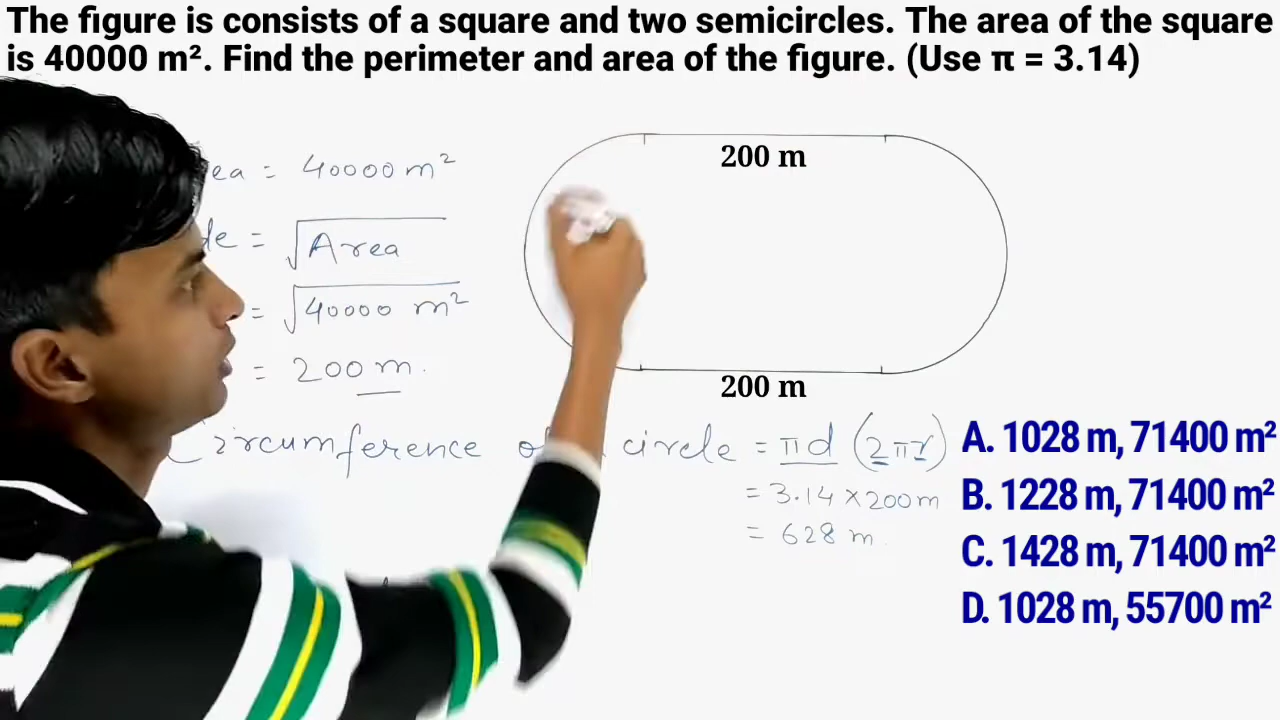 The figure is consists of a square and two semicircles. The area of the square
is 40000 m². Find the perimeter and area of the figure. (Use π = 3.14)
ea = 40000 m²
200 m
de = √Area
= √40000 m²
= 200 m.
200 m
Circumference of circle = πd (2πr)
= 3.14 × 200 m
= 628 m.
A. 1028 m, 71400 m²
B. 1228 m, 71400 m²
C. 1428 m, 71400 m²
D. 1028 m, 55700 m²